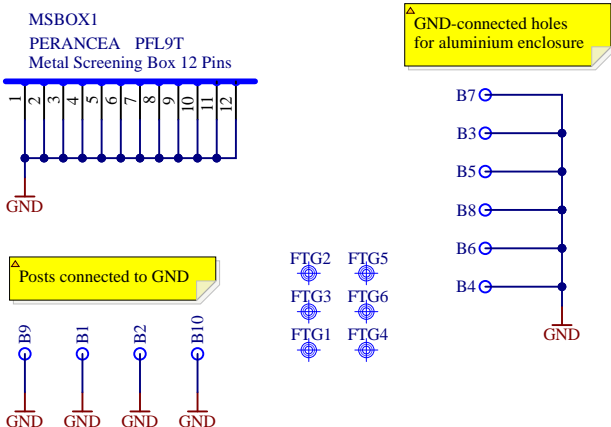 MSBOX1
PERANCEA PFL9T
Metal Screening Box 12 Pins
1 2 3 4 5 6 7 8 9 10 11 12
GND
GND-connected holes
for aluminium enclosure
B7
B3
B5
B8
B6
B4
GND
Posts connected to GND
B9 B1 B2 B10
GND GND GND GND
FTG2 FTG5
FTG3 FTG6
FTG1 FTG4